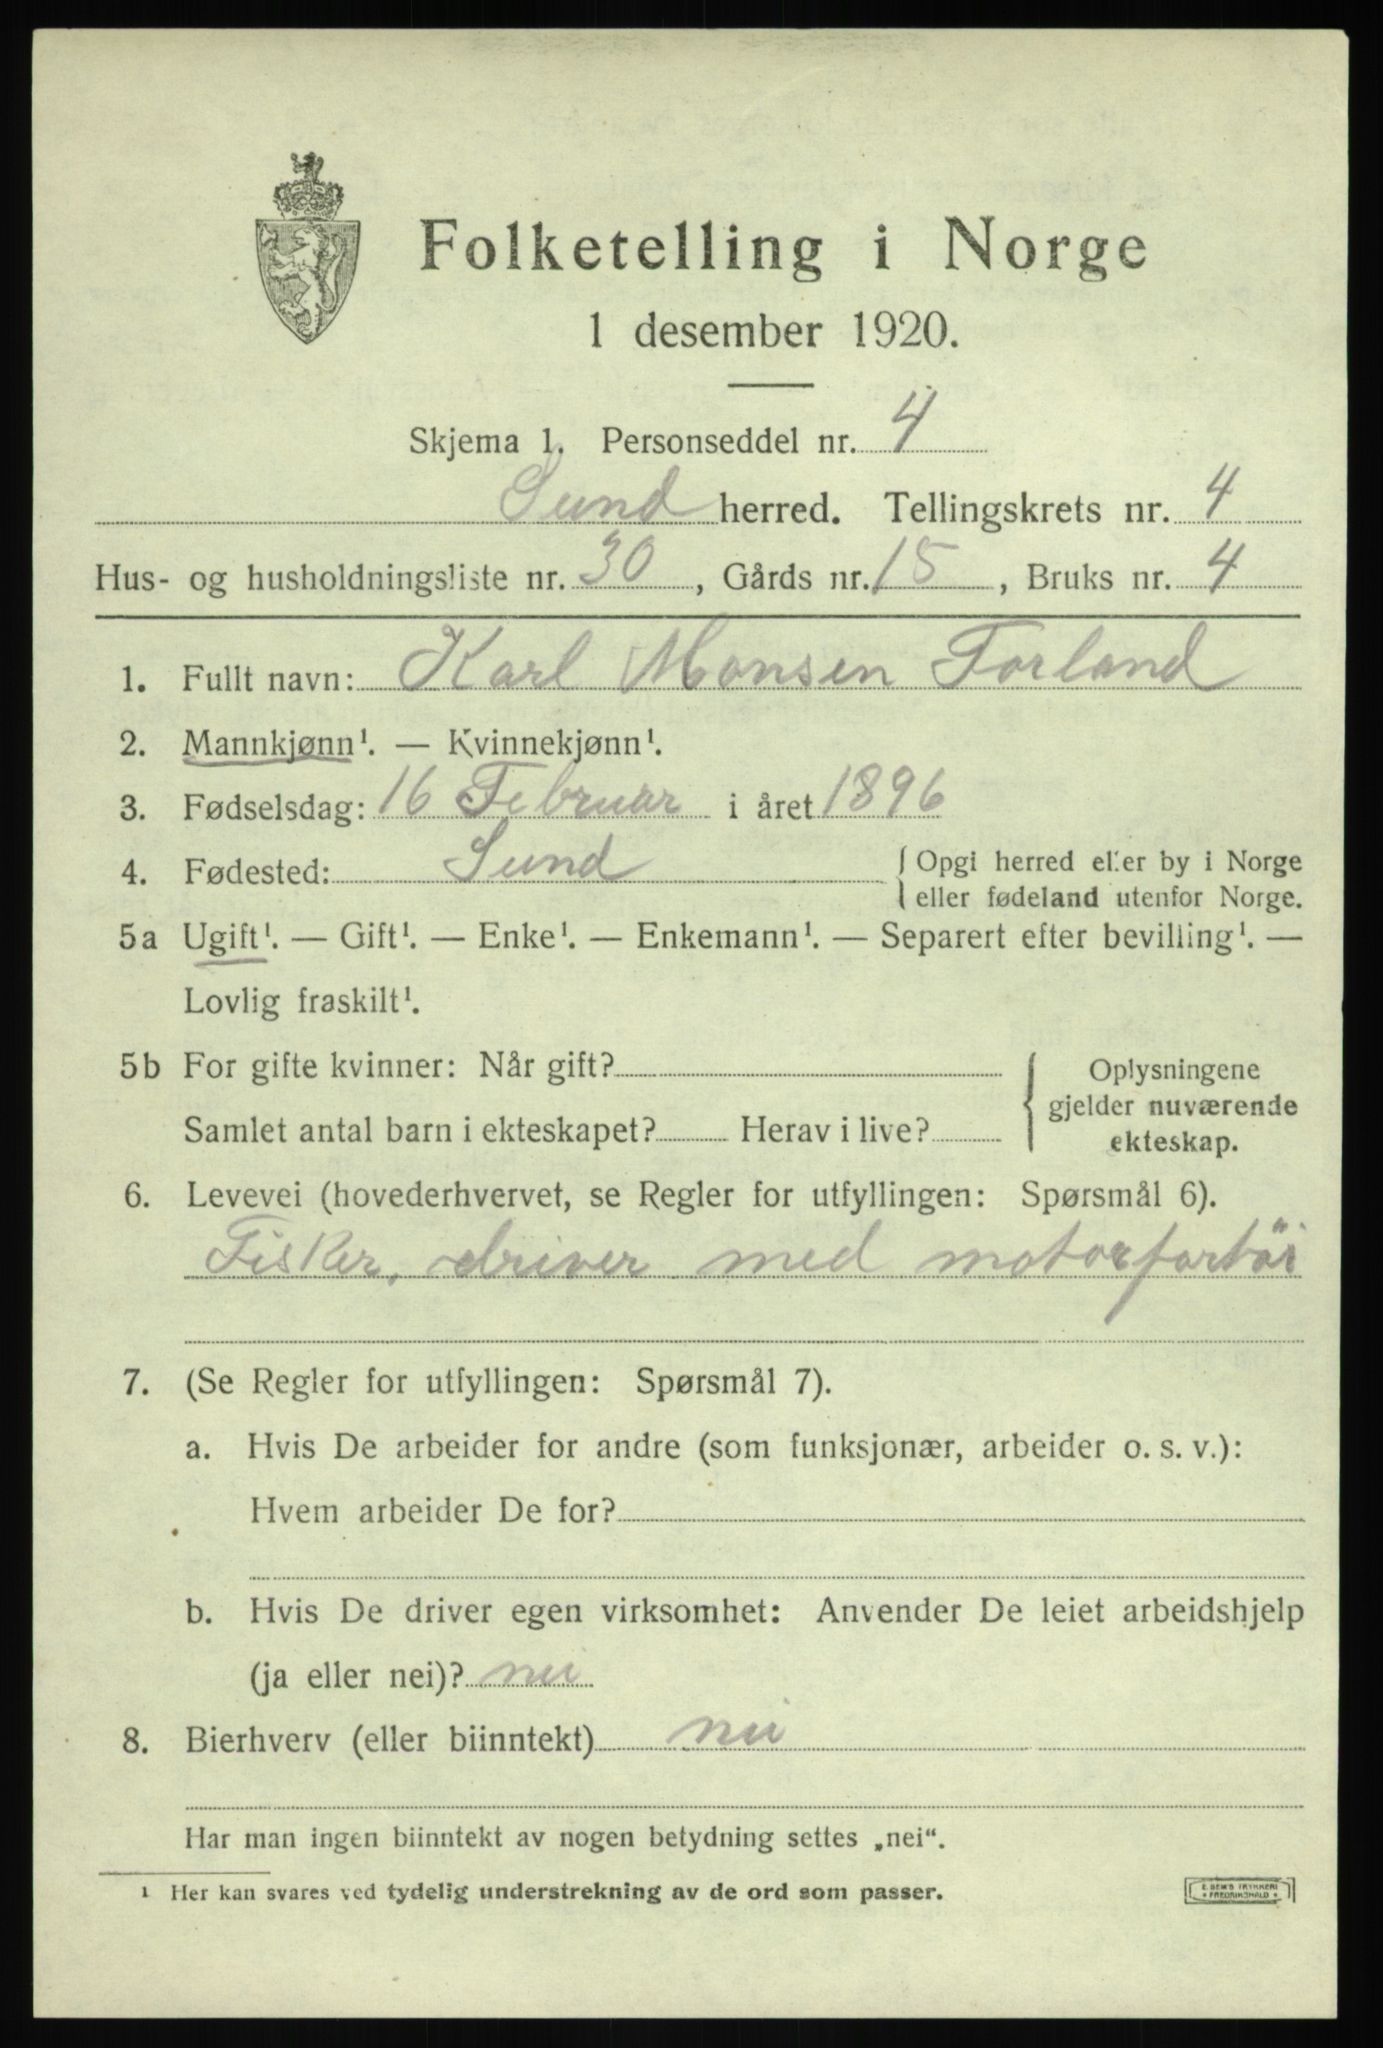 Folketelling i Norge
1 desember 1920.
Skjema 1. Personseddel nr. 4
Sund herred. Tellingskrets nr. 4
Hus- og husholdningsliste nr. 30, Gårds nr. 15, Bruks nr. 4
1. Fullt navn: Karl Monsen Forland
2. Mannkjønn¹. — Kvinnekjønn¹.
3. Fødselsdag: 16 Februar i året 1896
4. Fødested: Sund { Opgi herred eller by i Norge
eller fødeland utenfor Norge.
5a Ugift¹. — Gift¹. — Enke¹. — Enkemann¹. — Separert efter bevilling¹. —
Lovlig fraskilt¹.
5b For gifte kvinner: Når gift?
Samlet antal barn i ekteskapet? Herav i live?
Oplysningene
gjelder nuværende
ekteskap.
6. Levevei (hovederhvervet, se Regler for utfyllingen: Spørsmål 6).
Fisker, driver med motorfartöi
7. (Se Regler for utfyllingen: Spørsmål 7).
a. Hvis De arbeider for andre (som funksjonær, arbeider o. s. v.):
Hvem arbeider De for?
b. Hvis De driver egen virksomhet: Anvender De leiet arbeidshjelp
(ja eller nei)? nei
8. Bierhverv (eller biinntekt) nei
Har man ingen biinntekt av nogen betydning settes „nei“.
¹ Her kan svares ved tydelig understrekning av de ord som passer.
E. SEM'S TRYKKERI
FREDRIKSHALD